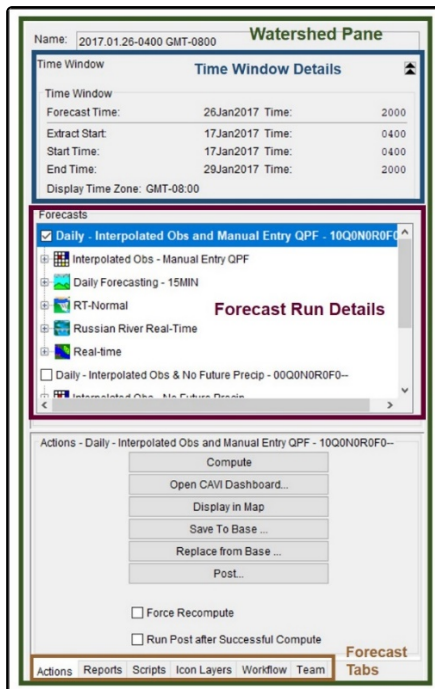 Watershed Pane
Name: 2017.01.26-0400 GMT-0800
Time Window
Time Window Details
Time Window
Forecast Time: 26Jan2017 Time: 2000
Extract Start: 17Jan2017 Time: 0400
Start Time: 17Jan2017 Time: 0400
End Time: 29Jan2017 Time: 2000
Display Time Zone: GMT-08:00
Forecasts
Daily - Interpolated Obs and Manual Entry QPF - 10Q0N0R0F0
Interpolated Obs - Manual Entry QPF
Daily Forecasting - 15MIN
RT-Normal
Forecast Run Details
Russian River Real-Time
Real-time
Daily - Interpolated Obs & No Future Precip - 00Q0N0R0F0--
Interpolated Obs - No Future Precip
Actions - Daily - Interpolated Obs and Manual Entry QPF - 10Q0N0R0F0--
Compute
Open CAVI Dashboard...
Display in Map
Save To Base ...
Replace from Base ...
Post...
Force Recompute
Run Post after Successful Compute
Forecast
Tabs
Actions Reports Scripts Icon Layers Workflow Team